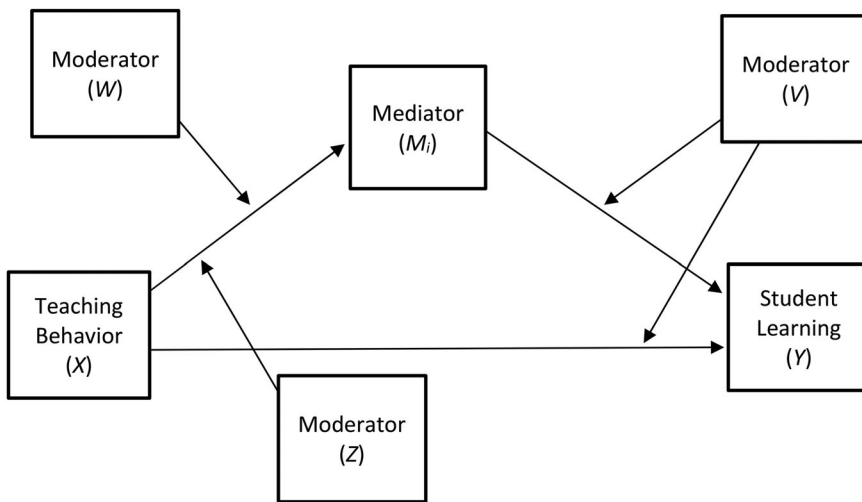 Moderator
(W)
Mediator
(Mi)
Moderator
(V)
Teaching
Behavior
(X)
Student
Learning
(Y)
Moderator
(Z)